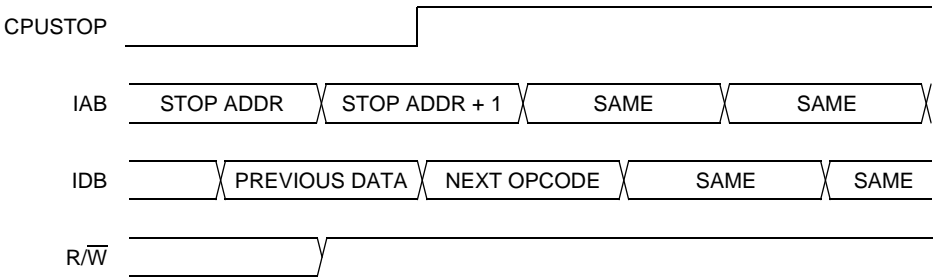 CPUSTOP
IAB STOP ADDR STOP ADDR + 1 SAME SAME
IDB PREVIOUS DATA NEXT OPCODE SAME SAME
R/W̅